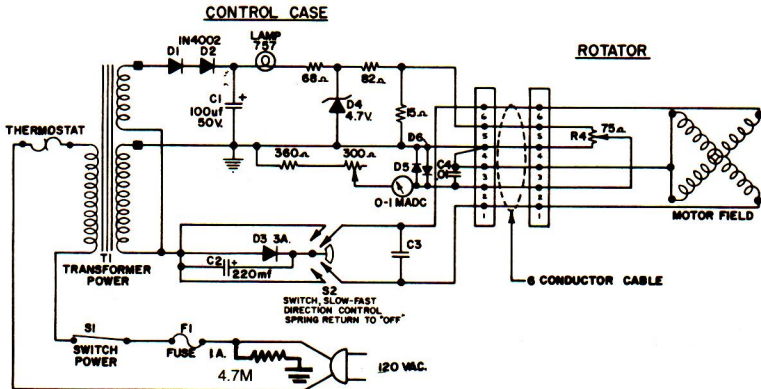 CONTROL CASE
ROTATOR
IN4002
D1 D2
LAMP
757
68Ω
82Ω
C1
100uf
50V.
+
D4
4.7V.
15Ω
D6
D5
C4
.01
360Ω
300Ω
0-1 MADC
THERMOSTAT
6
5
4
3
2
1
6
5
4
3
2
1
75Ω
R4
MOTOR FIELD
T1
TRANSFORMER
POWER
D3 3A.
C2 +
220mf
C3
S2
SWITCH, SLOW-FAST
DIRECTION CONTROL
SPRING RETURN TO "OFF"
6 CONDUCTOR CABLE
S1
SWITCH
POWER
F1
FUSE
1A.
4.7M
120 VAC.